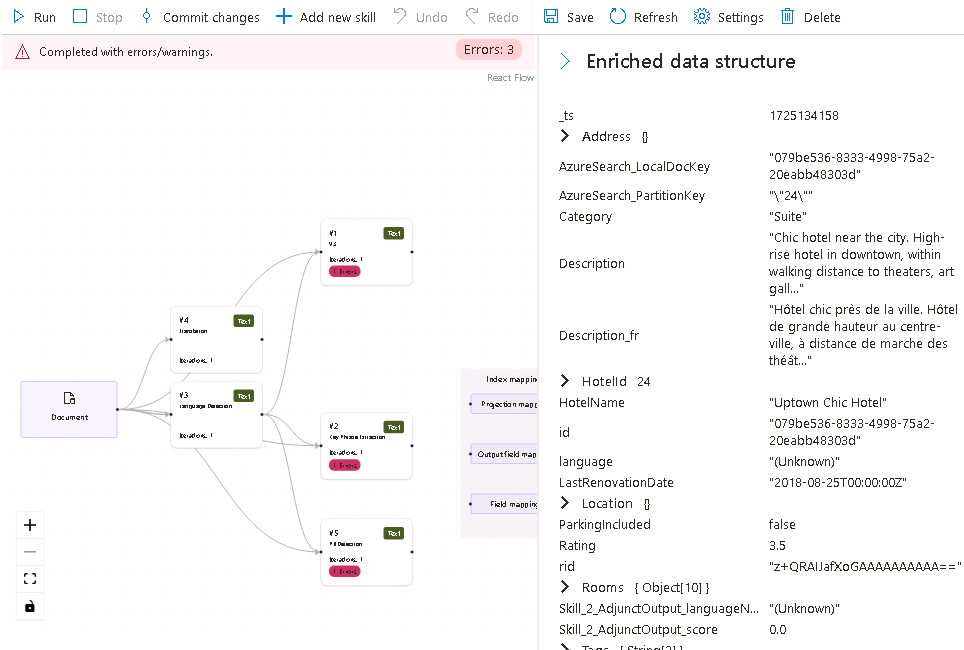 Run Stop Commit changes Add new skill Undo Redo Save Refresh Settings Delete
Completed with errors/warnings. Errors: 3
React Flow
Document
#4 Text
Translation
Iterations: 1
#3 Text
Language Detection
Iterations: 1
#1 Text
V3
Iterations: 1
1 Errors
#2 Text
Key Phrase Extraction
Iterations: 1
1 Errors
#5 Text
PII Detection
Iterations: 1
1 Errors
Index mapping
Projection mapp
Output field map
Field mapping
Enriched data structure
_ts 1725134158
Address {}
AzureSearch_LocalDocKey "079be536-8333-4998-75a2-
20eabb48303d"
AzureSearch_PartitionKey "\"24\""
Category "Suite"
Description "Chic hotel near the city. High-
rise hotel in downtown, within
walking distance to theaters, art
gall..."
Description_fr "Hôtel chic près de la ville. Hôtel
de grande hauteur au centre-
ville, à distance de marche des
théât..."
HotelId 24
HotelName "Uptown Chic Hotel"
id "079be536-8333-4998-75a2-
20eabb48303d"
language "(Unknown)"
LastRenovationDate "2018-08-25T00:00:00Z"
Location {}
ParkingIncluded false
Rating 3.5
rid "z+QRAIJafXoGAAAAAAAAAA=="
Rooms { Object[10] }
Skill_2_AdjunctOutput_languageN... "(Unknown)"
Skill_2_AdjunctOutput_score 0.0
Tags { String[2] }